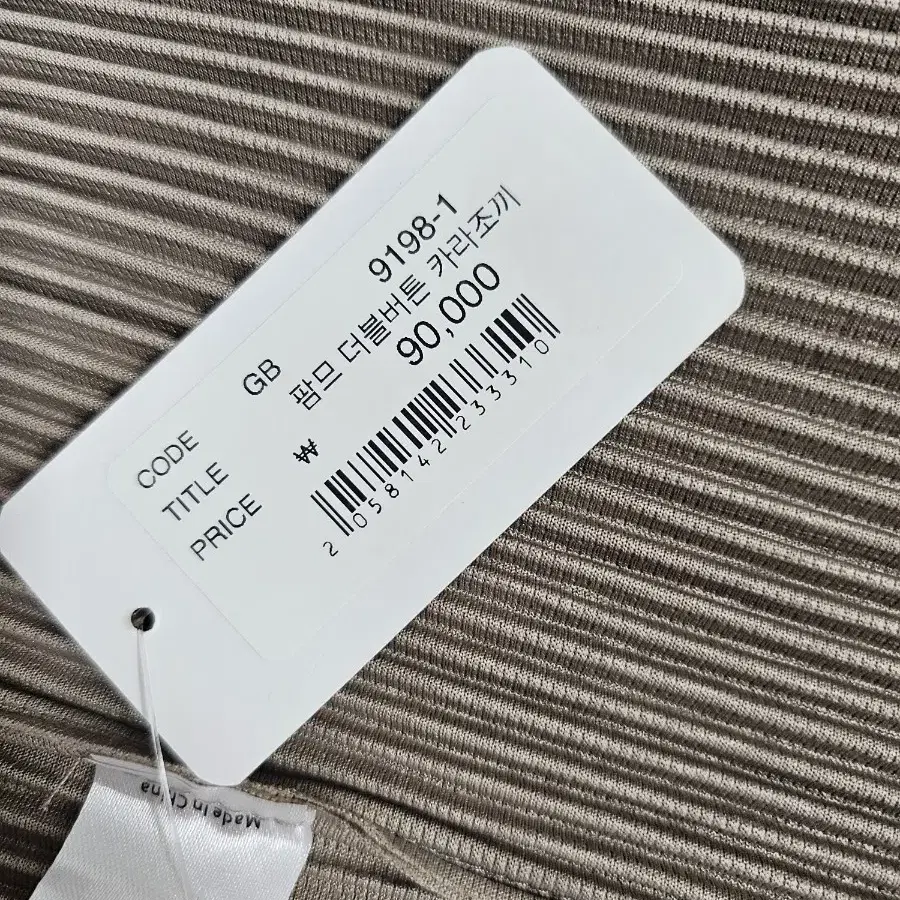 CODE GB 9198-1
TITLE 팜므 더블버튼 카라조끼
PRICE ₩ 90,000
2 058142 233310
Made In China